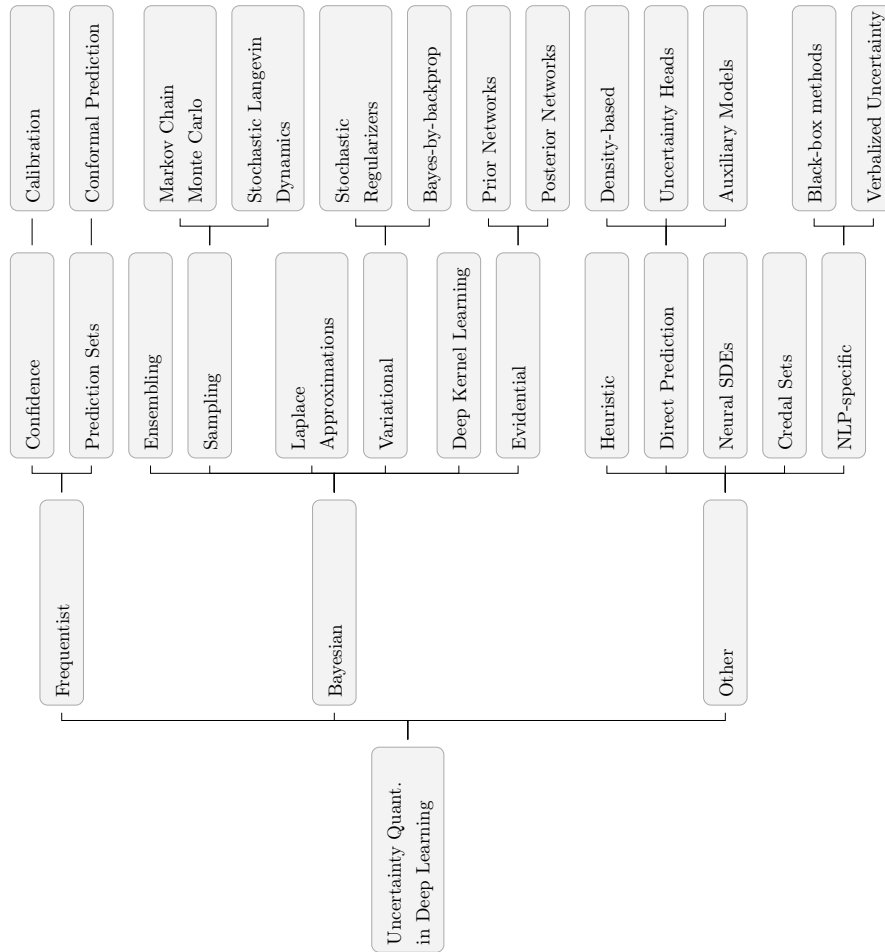 Uncertainty Quant.
in Deep Learning
Frequentist
Confidence
Calibration
Prediction Sets
Conformal Prediction
Bayesian
Ensembling
Sampling
Markov Chain
Monte Carlo
Stochastic Langevin
Dynamics
Laplace
Approximations
Variational
Stochastic
Regularizers
Bayes-by-backprop
Deep Kernel Learning
Evidential
Prior Networks
Posterior Networks
Other
Heuristic
Direct Prediction
Density-based
Uncertainty Heads
Auxiliary Models
Neural SDEs
Credal Sets
NLP-specific
Black-box methods
Verbalized Uncertainty